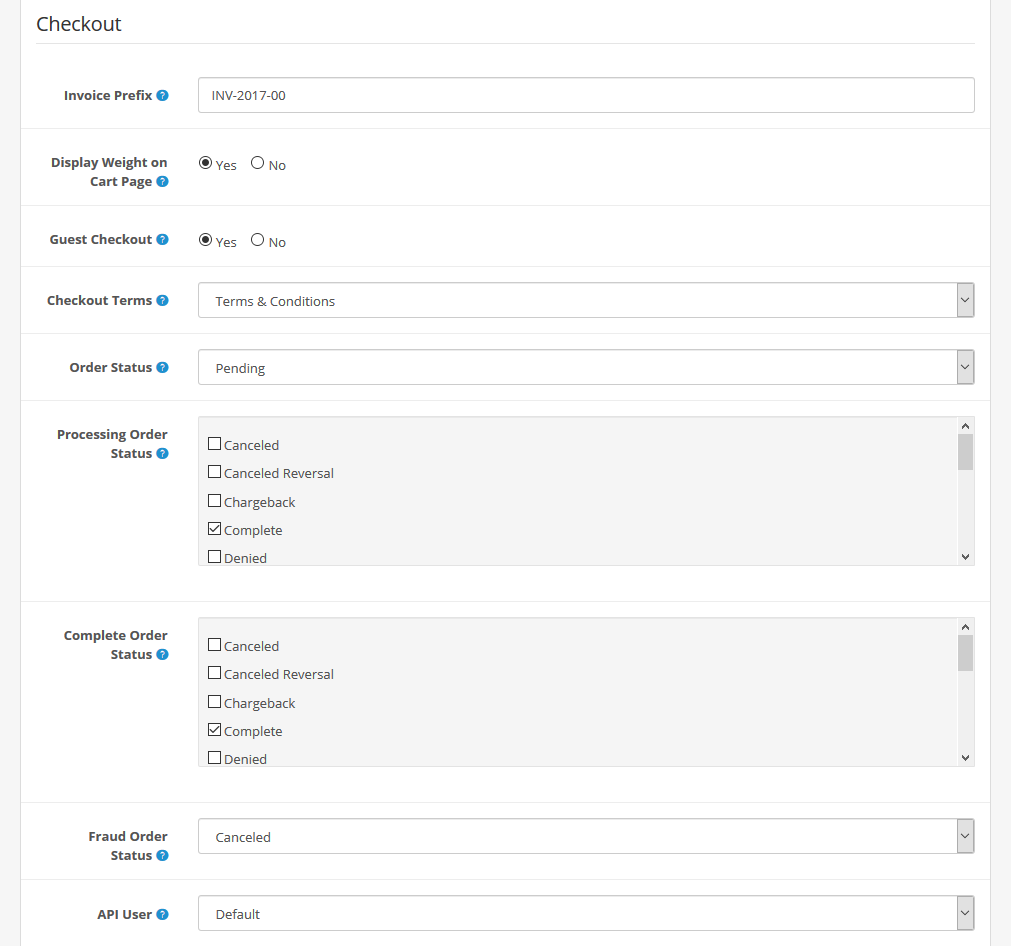 Checkout
Invoice Prefix ?
INV-2017-00
Display Weight on
Cart Page ?
Yes No
Guest Checkout ?
Yes No
Checkout Terms ?
Terms & Conditions
Order Status ?
Pending
Processing Order
Status ?
Canceled
Canceled Reversal
Chargeback
Complete
Denied
Complete Order
Status ?
Canceled
Canceled Reversal
Chargeback
Complete
Denied
Fraud Order
Status ?
Canceled
API User ?
Default